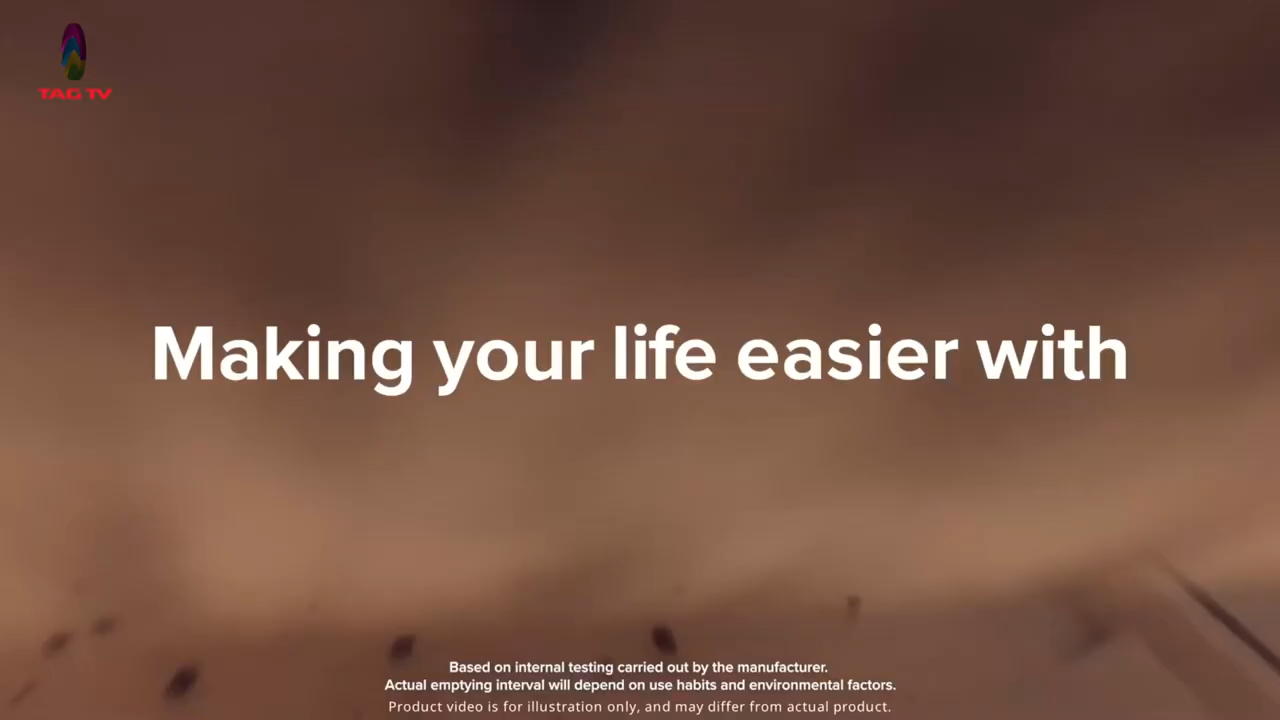 TAG TV
Making your life easier with
Based on internal testing carried out by the manufacturer.
Actual emptying interval will depend on use habits and environmental factors.
Product video is for illustration only, and may differ from actual product.